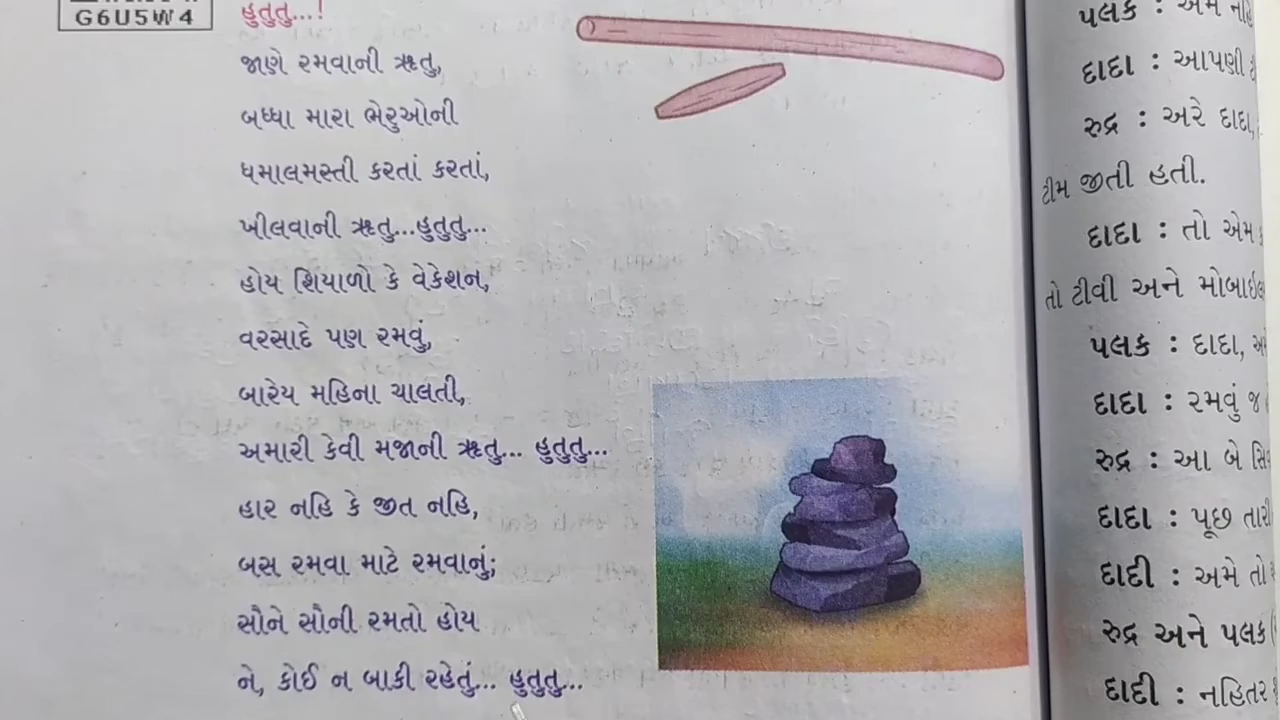 G6U5W4
હુતુતુ...!
જાણે રમવાની ઋતુ,
બધ્ધા મારા ભેરુઓની
ધમાલમસ્તી કરતાં કરતાં,
ખીલવાની ઋતુ...હુતુતુ...
હોય શિયાળો કે વેકેશન,
વરસાદે પણ રમવું,
બારેય મહિના ચાલતી,
અમારી કેવી મજાની ઋતુ... હુતુતુ...
હાર નહિ કે જીત નહિ,
બસ રમવા માટે રમવાનું;
સૌને સૌની રમતો હોય
ને, કોઈ ન બાકી રહેતું... હુતુતુ...
પલક : અમે
દાદા : આપણી
રુદ્ર : અરે દાદા,
ટીમ જીતી હતી.
દાદા : તો એમ
તો ટીવી અને
પલક : દાદા,
દાદા : રમવું જ
રુદ્ર : આ બે
દાદા : પૂછ
દાદી : અમે તો
રુદ્ર અને પલક
દાદી : નહિતર